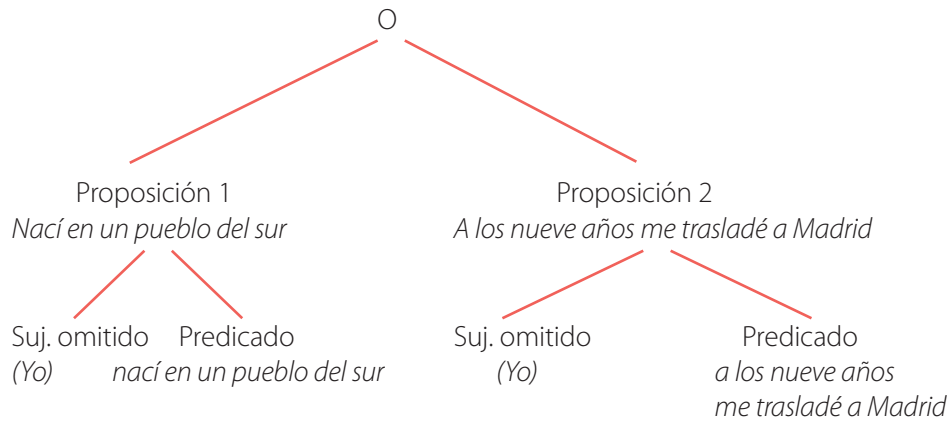 O
Proposición 1
Nací en un pueblo del sur
Proposición 2
A los nueve años me trasladé a Madrid
Suj. omitido
(Yo)
Predicado
nací en un pueblo del sur
Suj. omitido
(Yo)
Predicado
a los nueve años
me trasladé a Madrid